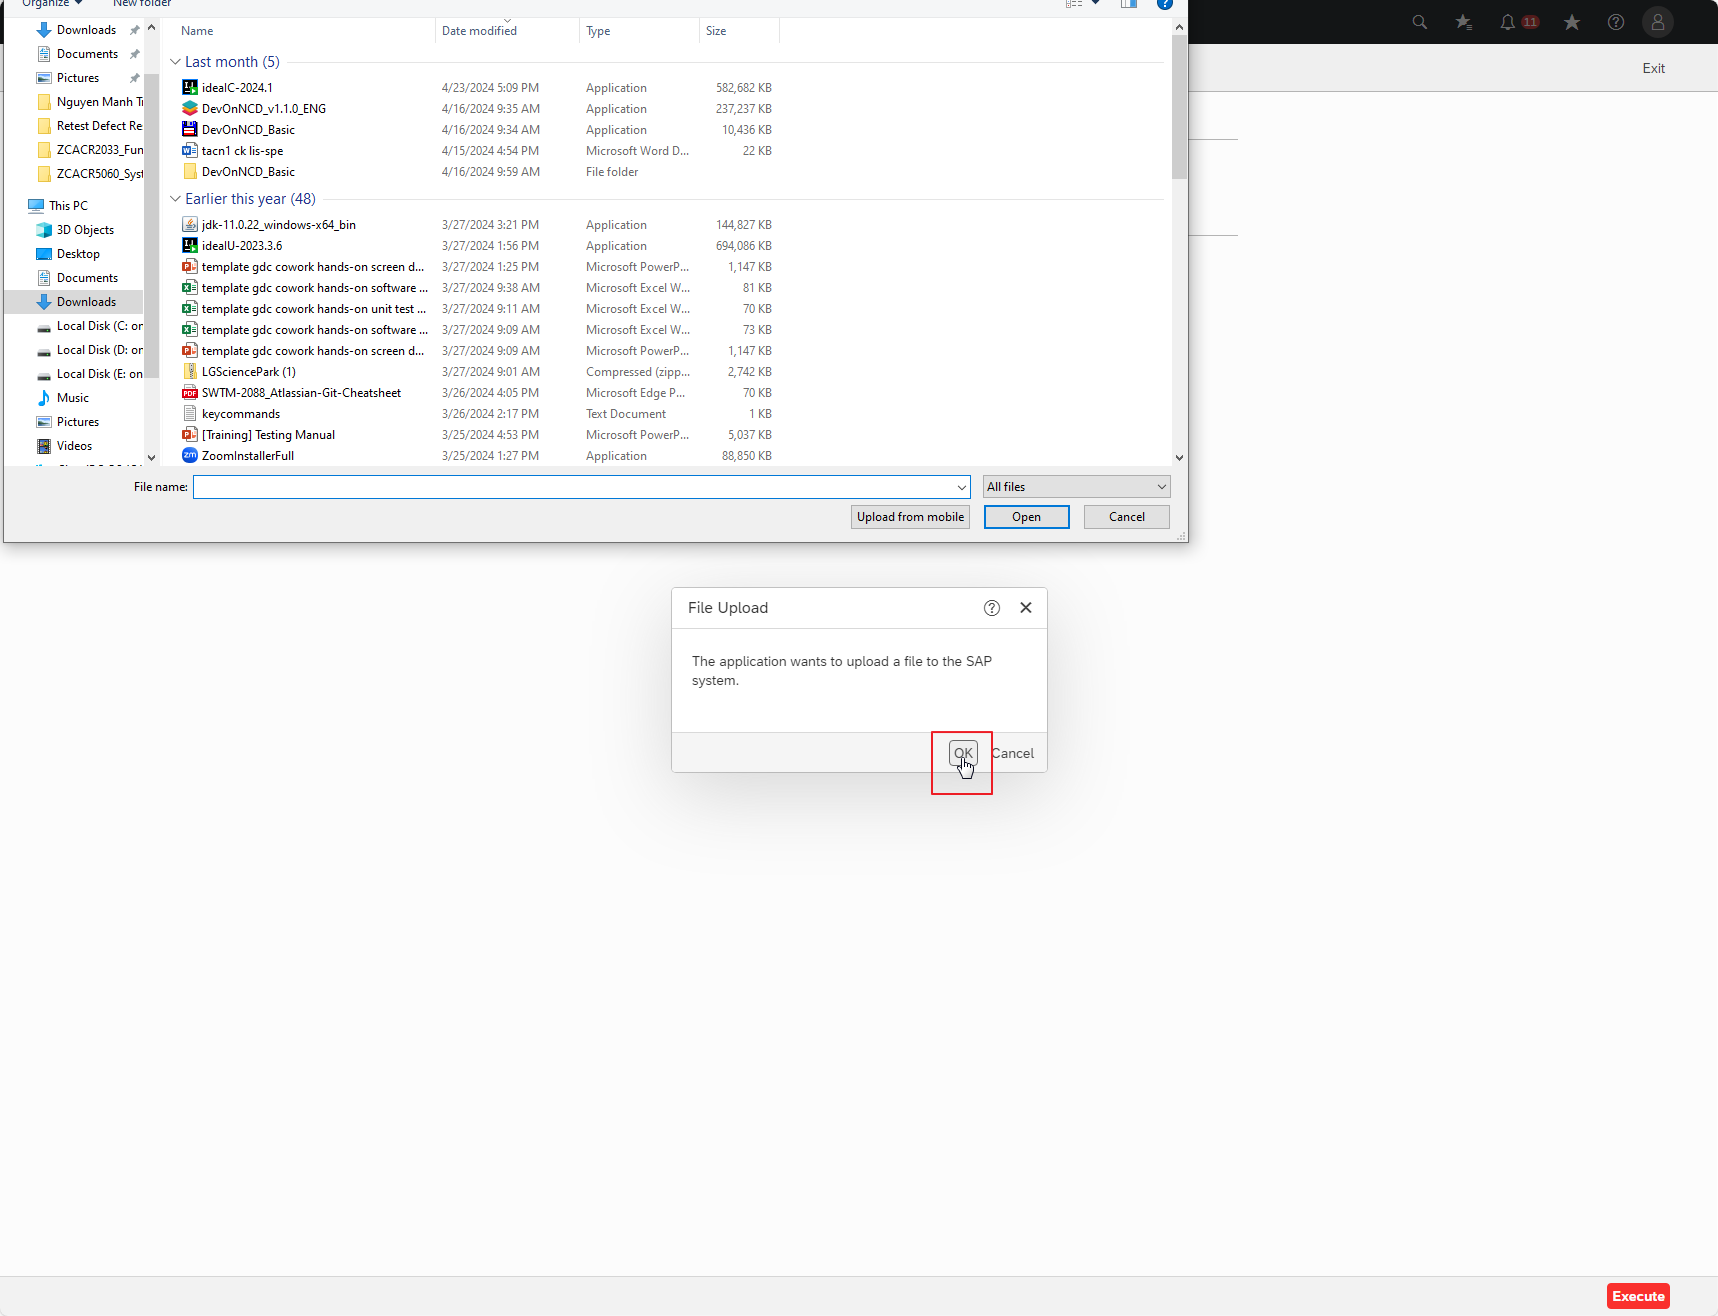 Organize New folder
Downloads
Documents
Pictures
Nguyen Manh Tr
Retest Defect Re
ZCACR2033_Fun
ZCACR5060_Syst
This PC
3D Objects
Desktop
Documents
Downloads
Local Disk (C: on
Local Disk (D: on
Local Disk (E: on
Music
Pictures
Videos
Name Date modified Type Size
Last month (5)
ideaIC-2024.1 4/23/2024 5:09 PM Application 582,682 KB
DevOnNCD_v1.1.0_ENG 4/16/2024 9:35 AM Application 237,237 KB
DevOnNCD_Basic 4/16/2024 9:34 AM Application 10,436 KB
tacn1 ck lis-spe 4/15/2024 4:54 PM Microsoft Word D... 22 KB
DevOnNCD_Basic 4/16/2024 9:59 AM File folder
Earlier this year (48)
jdk-11.0.22_windows-x64_bin 3/27/2024 3:21 PM Application 144,827 KB
ideaIU-2023.3.6 3/27/2024 1:56 PM Application 694,086 KB
template gdc cowork hands-on screen d... 3/27/2024 1:25 PM Microsoft PowerP... 1,147 KB
template gdc cowork hands-on software ... 3/27/2024 9:38 AM Microsoft Excel W... 81 KB
template gdc cowork hands-on unit test ... 3/27/2024 9:11 AM Microsoft Excel W... 70 KB
template gdc cowork hands-on software ... 3/27/2024 9:09 AM Microsoft Excel W... 73 KB
template gdc cowork hands-on screen d... 3/27/2024 9:09 AM Microsoft PowerP... 1,147 KB
LGSciencePark (1) 3/27/2024 9:01 AM Compressed (zipp... 2,742 KB
SWTM-2088_Atlassian-Git-Cheatsheet 3/26/2024 4:05 PM Microsoft Edge P... 70 KB
keycommands 3/26/2024 2:17 PM Text Document 1 KB
[Training] Testing Manual 3/25/2024 4:53 PM Microsoft PowerP... 5,037 KB
ZoomInstallerFull 3/25/2024 1:27 PM Application 88,850 KB
File name: All files
Upload from mobile Open Cancel
11
Exit
File Upload
The application wants to upload a file to the SAP
system.
OK Cancel
Execute